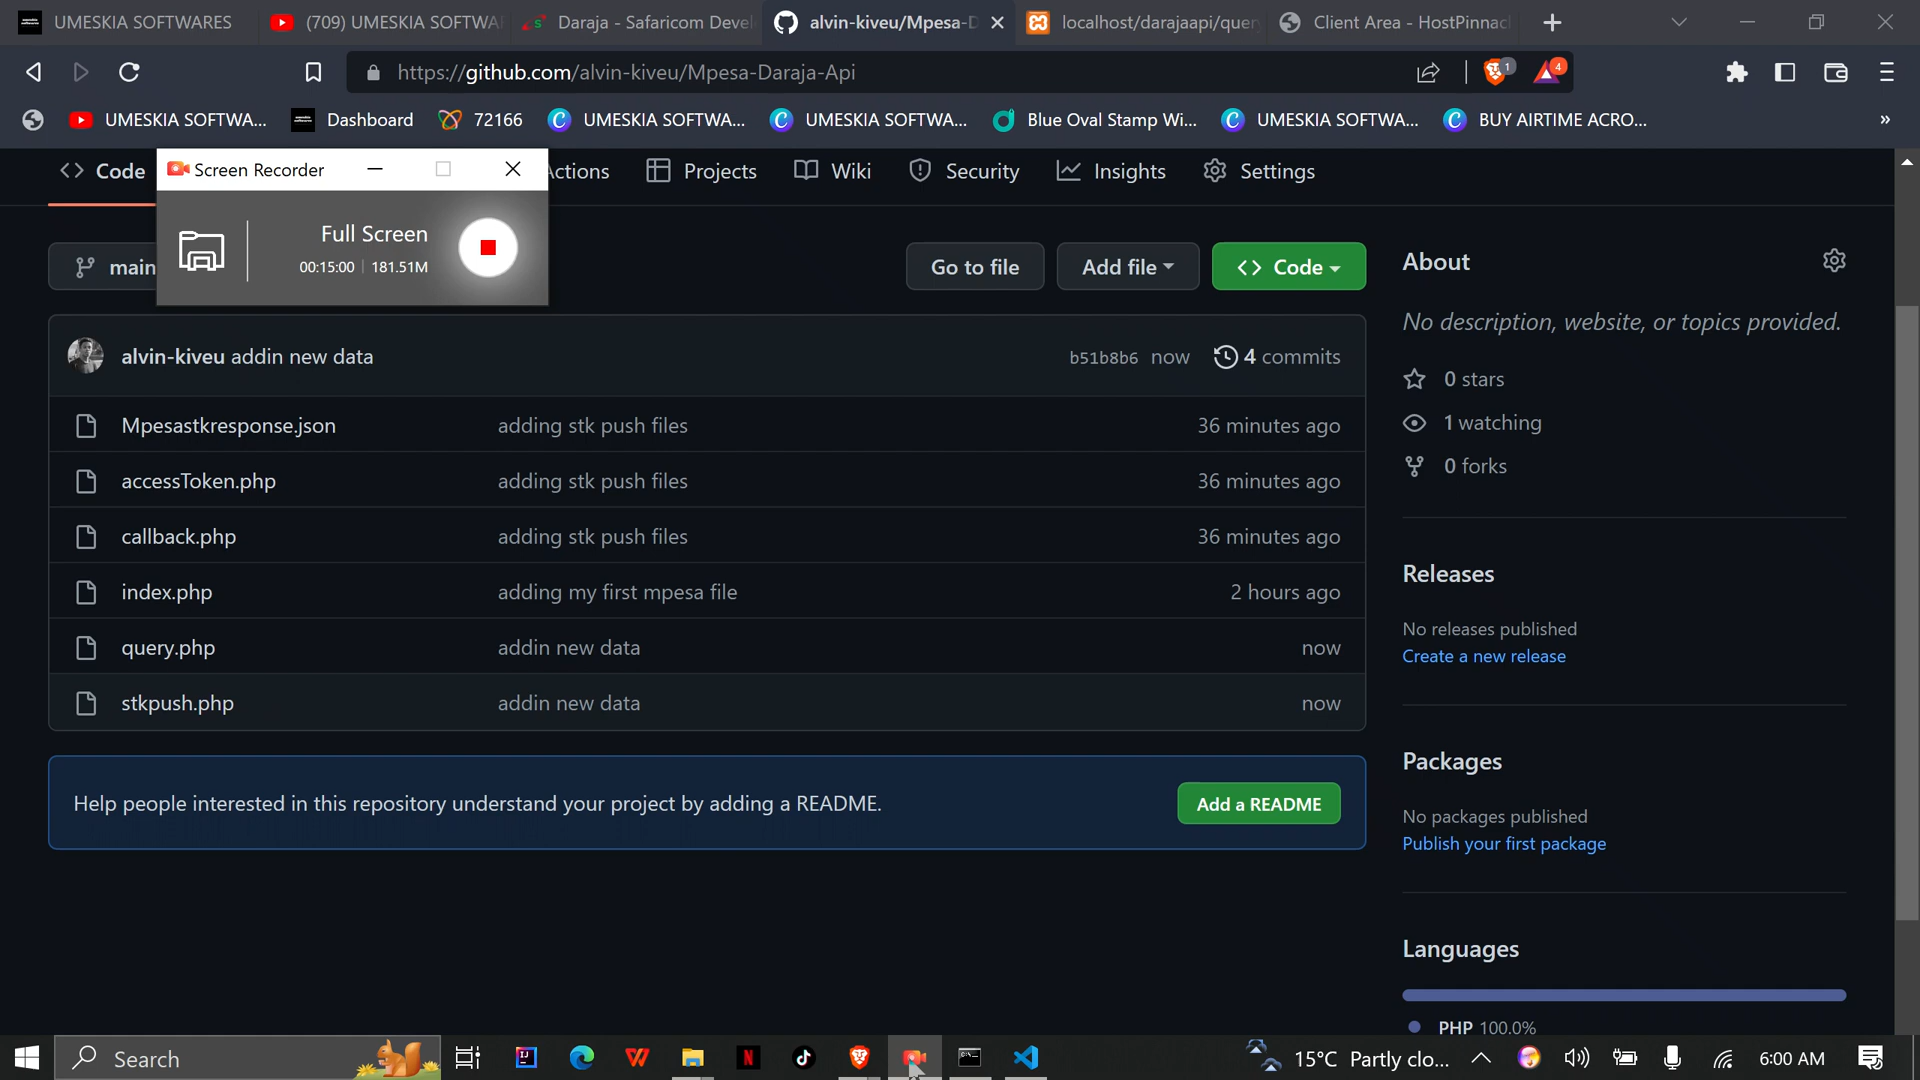 UMESKIA SOFTWARES
(709) UMESKIA SOFTWA
Daraja - Safaricom Devel
alvin-kiveu/Mpesa-D
localhost/darajaapi/quer
Client Area - HostPinnac
https://github.com/alvin-kiveu/Mpesa-Daraja-Api
1
4
UMESKIA SOFTWA...
Dashboard
72166
UMESKIA SOFTWA...
UMESKIA SOFTWA...
Blue Oval Stamp Wi...
UMESKIA SOFTWA...
BUY AIRTIME ACRO...
»
Code
Actions
Projects
Wiki
Security
Insights
Settings
Screen Recorder
Full Screen
00:15:00 | 181.51M
main
Go to file
Add file
Code
About
No description, website, or topics provided.
alvin-kiveu addin new data
b51b8b6 now
4 commits
0 stars
1 watching
0 forks
Mpesastkresponse.json
adding stk push files
36 minutes ago
accessToken.php
adding stk push files
36 minutes ago
callback.php
adding stk push files
36 minutes ago
index.php
adding my first mpesa file
2 hours ago
query.php
addin new data
now
stkpush.php
addin new data
now
Releases
No releases published
Create a new release
Help people interested in this repository understand your project by adding a README.
Add a README
Packages
No packages published
Publish your first package
Languages
PHP 100.0%
Search
15°C Partly clo...
6:00 AM